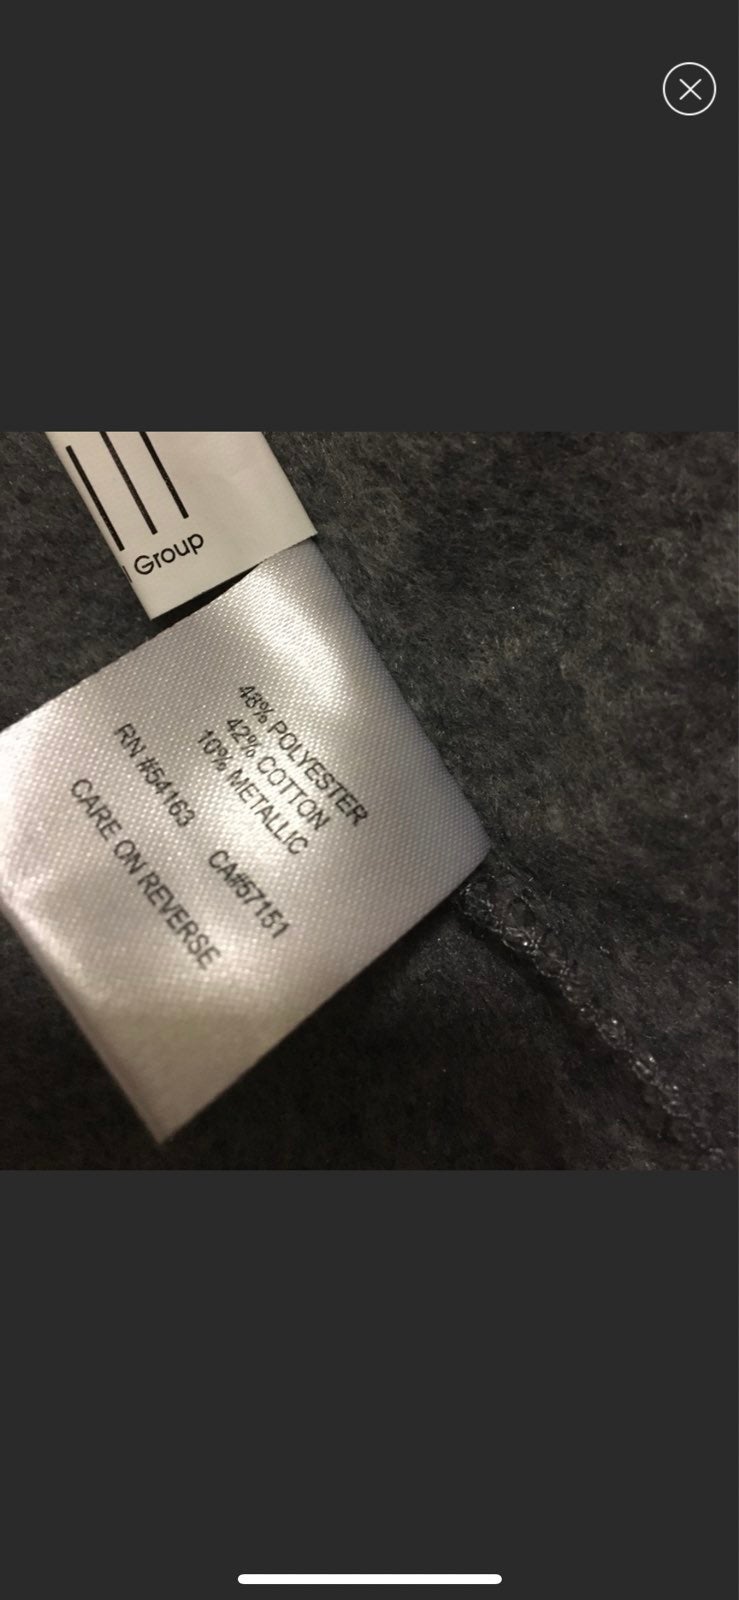 Group
48% POLYESTER
42% COTTON
10% METALLIC
RN #54163 CA#57151
CARE ON REVERSE